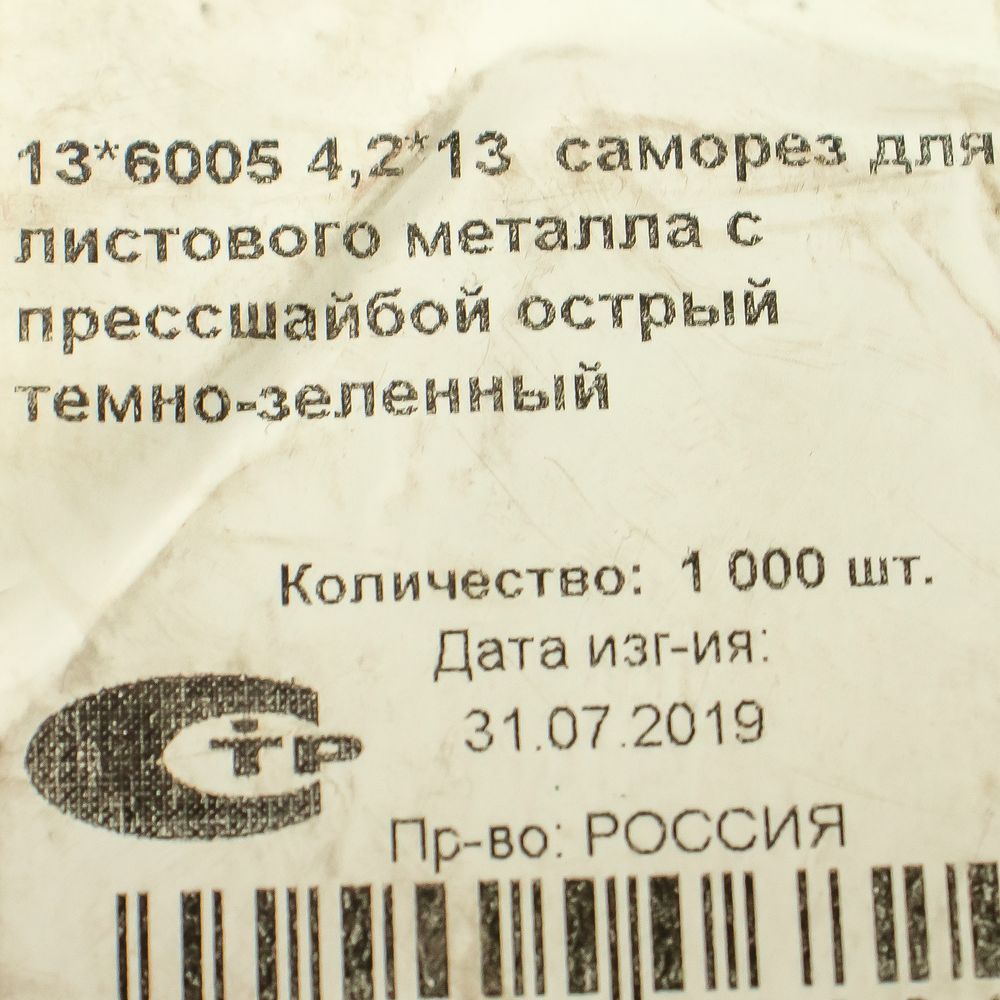 13*6005 4,2*13 саморез для
листового металла с
прессшайбой острый
темно-зеленный
Количество: 1 000 шт.
Дата изг-ия:
31.07.2019
Стр
Пр-во: РОССИЯ